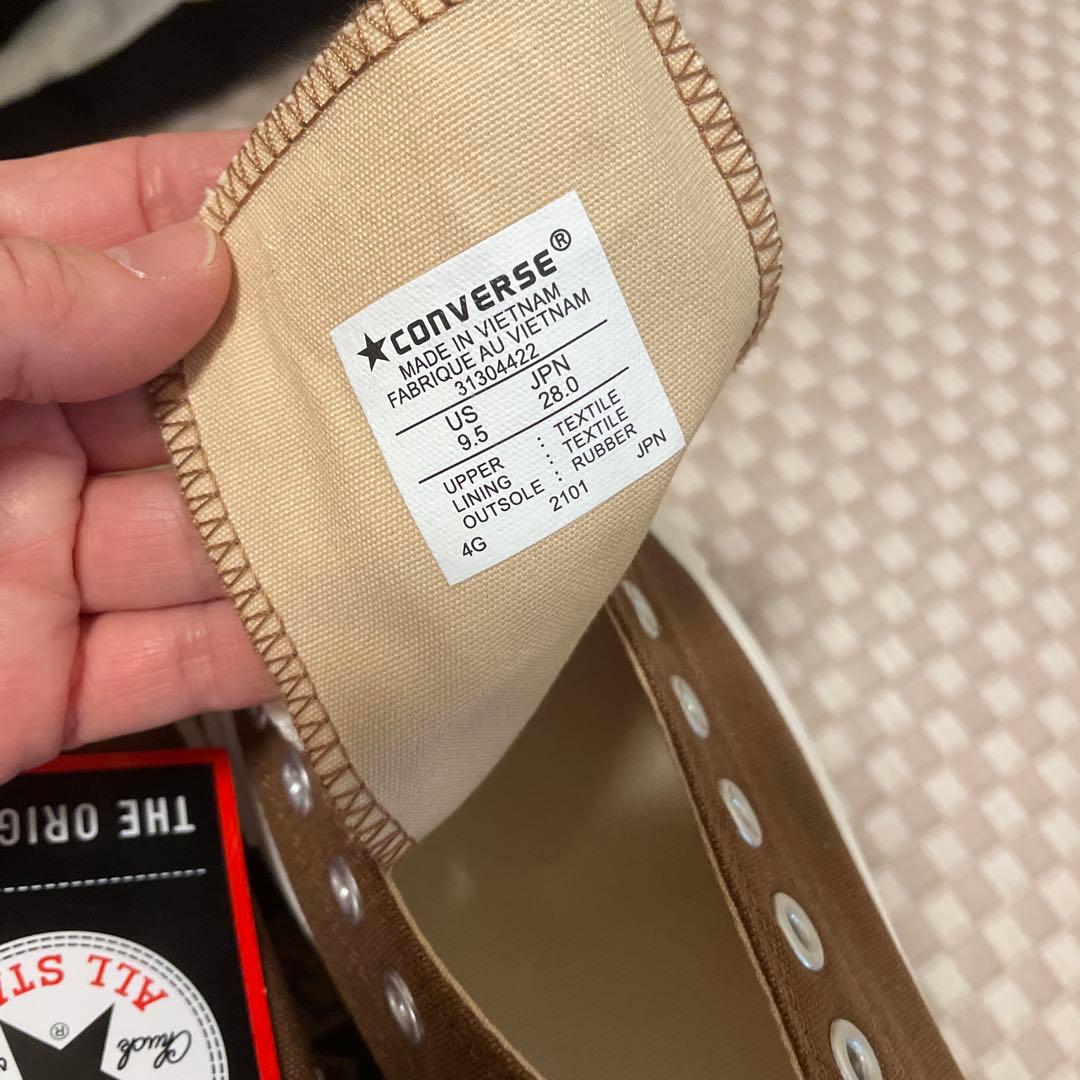 ★CONVERSE®
MADE IN VIETNAM
FABRIQUE AU VIETNAM
31304422
US JPN
9.5 28.0
UPPER : TEXTILE
LINING : TEXTILE
OUTSOLE : RUBBER
4G 2101 JPN
THE ORIG
ALL STA
®
Chuck